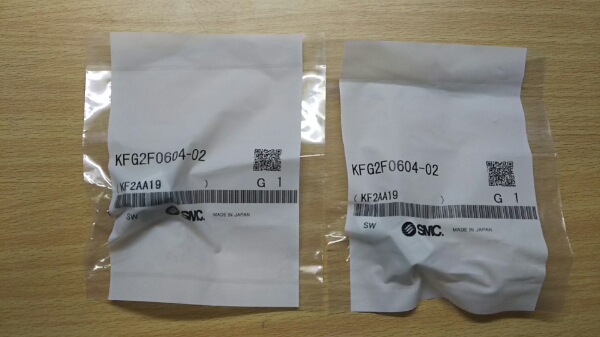 KFG2F0604-02
(KF2AA19 ) G 1
SW SMC. MADE IN JAPAN
KFG2F0604-02
(KF2AA19 ) G 1
SW SMC. MADE IN JAPAN